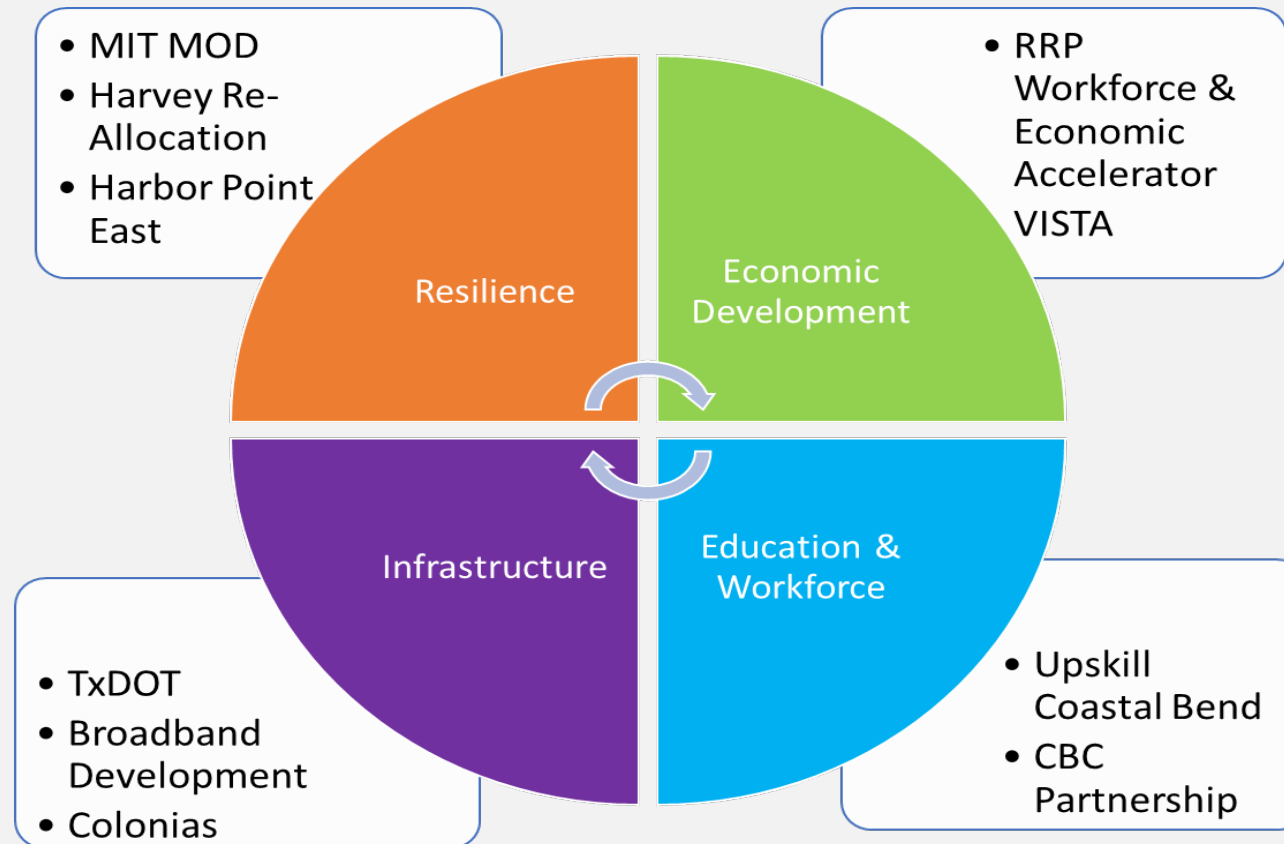 • MIT MOD
• Harvey Re-
Allocation
• Harbor Point
East
• RRP
Workforce &
Economic
Accelerator
VISTA
Resilience
Economic
Development
Infrastructure
Education &
Workforce
• TxDOT
• Broadband
Development
• Colonias
• Upskill
Coastal Bend
• CBC
Partnership